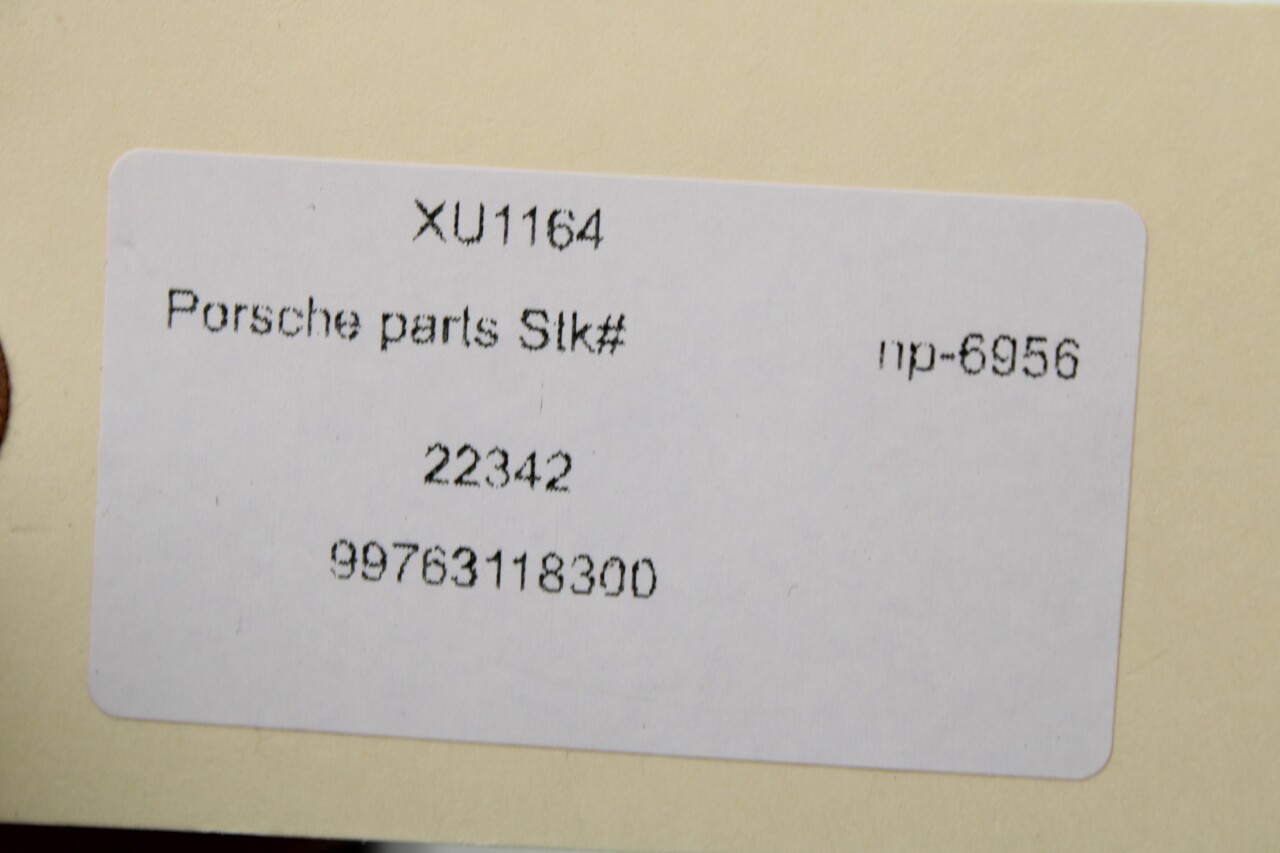 XU1164
Porsche parts Stk#
np-6956
22342
99763118300